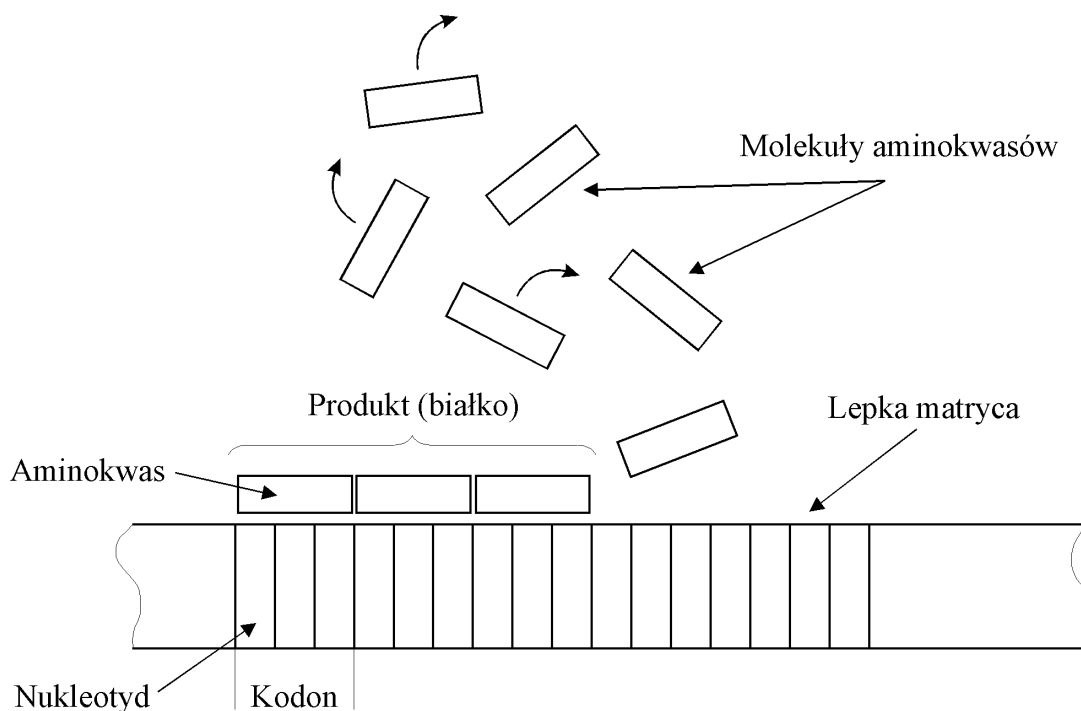 Molekuły aminokwasów
Produkt (białko)
Lepka matryca
Aminokwas
Nukleotyd
Kodon